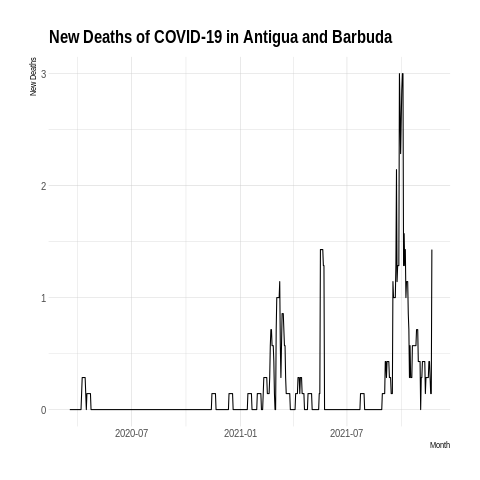 New Deaths of COVID-19 in Antigua and Barbuda
New Deaths
3
2
1
0
2020-07 2021-01 2021-07
Month